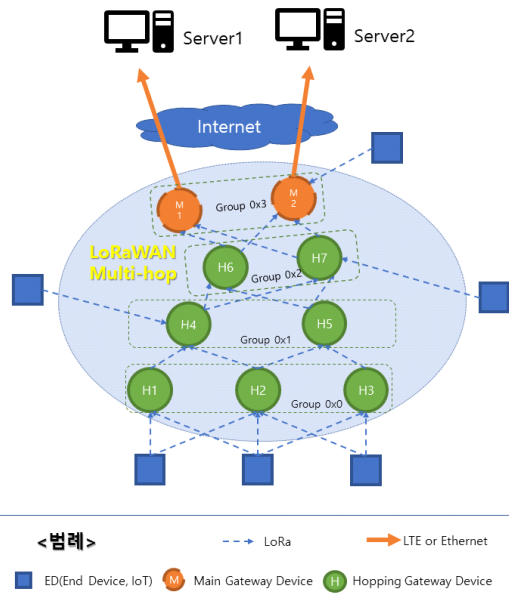 Server1
Server2
Internet
M
1
M
2
Group 0x3
LoRaWAN
Multi-hop
H6
H7
Group 0x2
H4
H5
Group 0x1
H1
H2
H3
Group 0x0
<범례>
LoRa
LTE or Ethernet
ED(End Device, IoT)
M
Main Gateway Device
H
Hopping Gateway Device